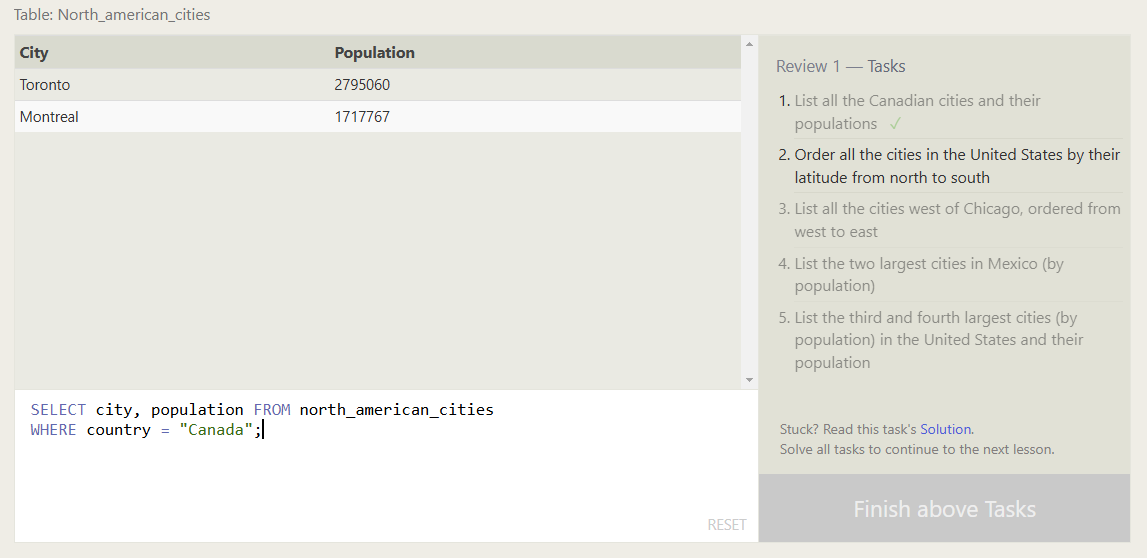 Table: North_american_cities
City Population
Toronto 2795060
Montreal 1717767
SELECT city, population FROM north_american_cities
WHERE country = "Canada";
RESET
Review 1 — Tasks
1. List all the Canadian cities and their
populations ✓
2. Order all the cities in the United States by their
latitude from north to south
3. List all the cities west of Chicago, ordered from
west to east
4. List the two largest cities in Mexico (by
population)
5. List the third and fourth largest cities (by
population) in the United States and their
population
Stuck? Read this task's Solution.
Solve all tasks to continue to the next lesson.
Finish above Tasks